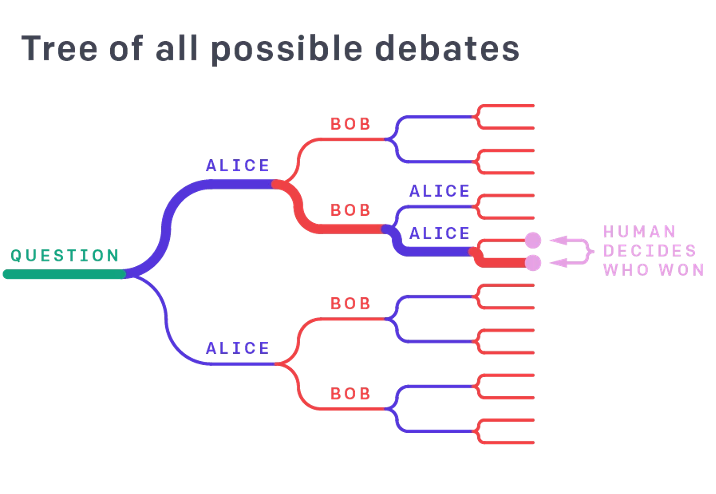 Tree of all possible debates
BOB
ALICE
ALICE
BOB
ALICE
HUMAN
DECIDES
WHO WON
QUESTION
BOB
ALICE
BOB